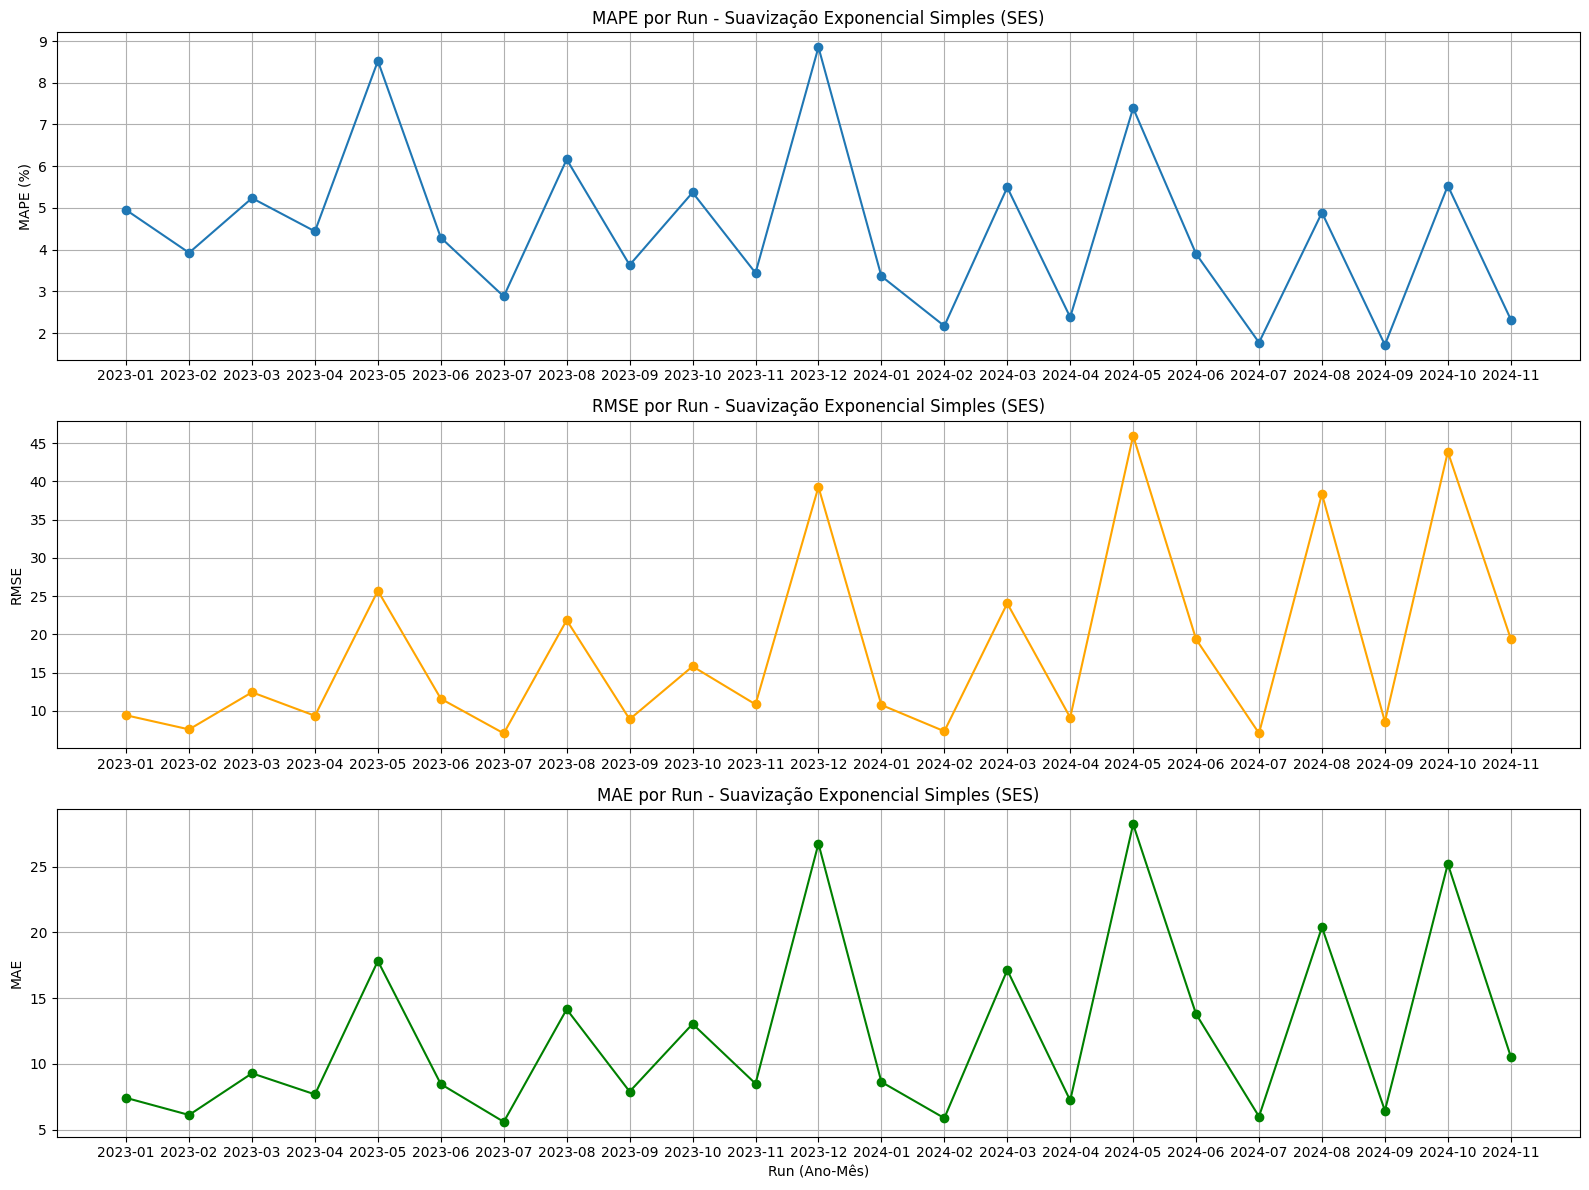 MAPE por Run - Suavização Exponencial Simples (SES)
MAPE (%)
9
8
7
6
5
4
3
2
2023-01 2023-02 2023-03 2023-04 2023-05 2023-06 2023-07 2023-08 2023-09 2023-10 2023-11 2023-12 2024-01 2024-02 2024-03 2024-04 2024-05 2024-06 2024-07 2024-08 2024-09 2024-10 2024-11
RMSE por Run - Suavização Exponencial Simples (SES)
RMSE
45
40
35
30
25
20
15
10
2023-01 2023-02 2023-03 2023-04 2023-05 2023-06 2023-07 2023-08 2023-09 2023-10 2023-11 2023-12 2024-01 2024-02 2024-03 2024-04 2024-05 2024-06 2024-07 2024-08 2024-09 2024-10 2024-11
MAE por Run - Suavização Exponencial Simples (SES)
MAE
25
20
15
10
5
2023-01 2023-02 2023-03 2023-04 2023-05 2023-06 2023-07 2023-08 2023-09 2023-10 2023-11 2023-12 2024-01 2024-02 2024-03 2024-04 2024-05 2024-06 2024-07 2024-08 2024-09 2024-10 2024-11
Run (Ano-Mês)